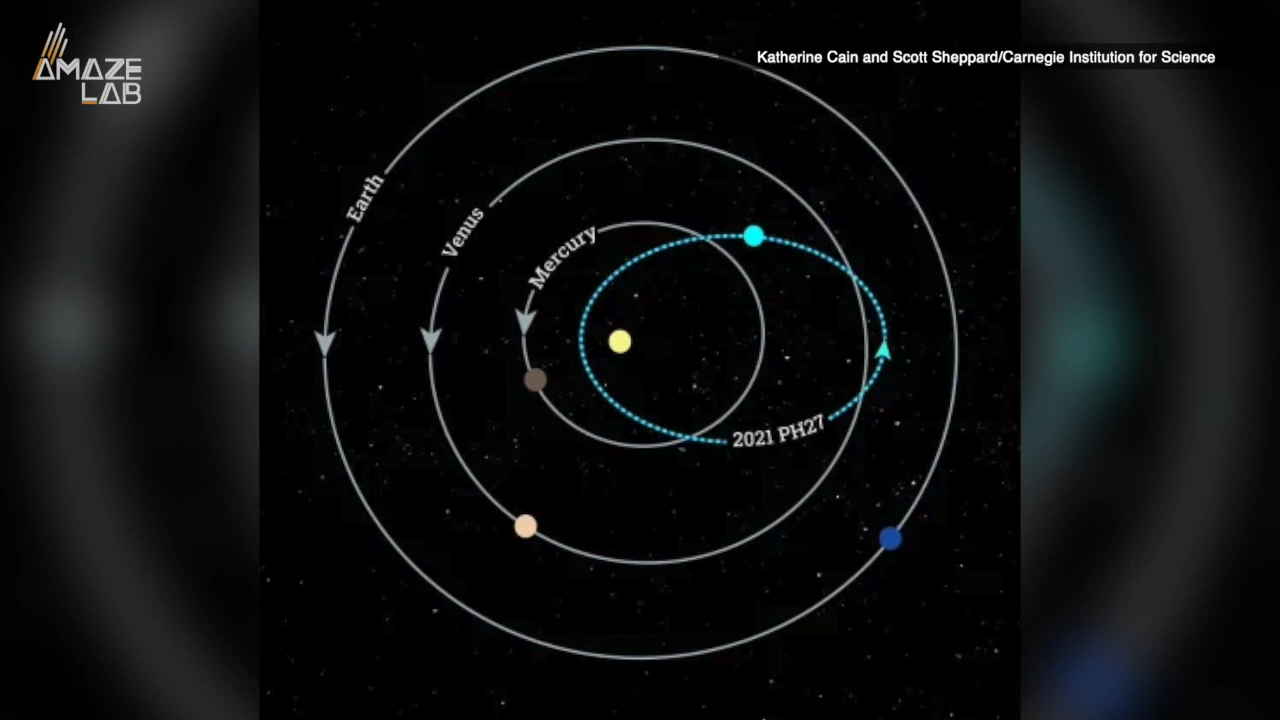 AMAZE
LAB
Katherine Cain and Scott Sheppard/Carnegie Institution for Science
Earth
Venus
Mercury
2021 PH27